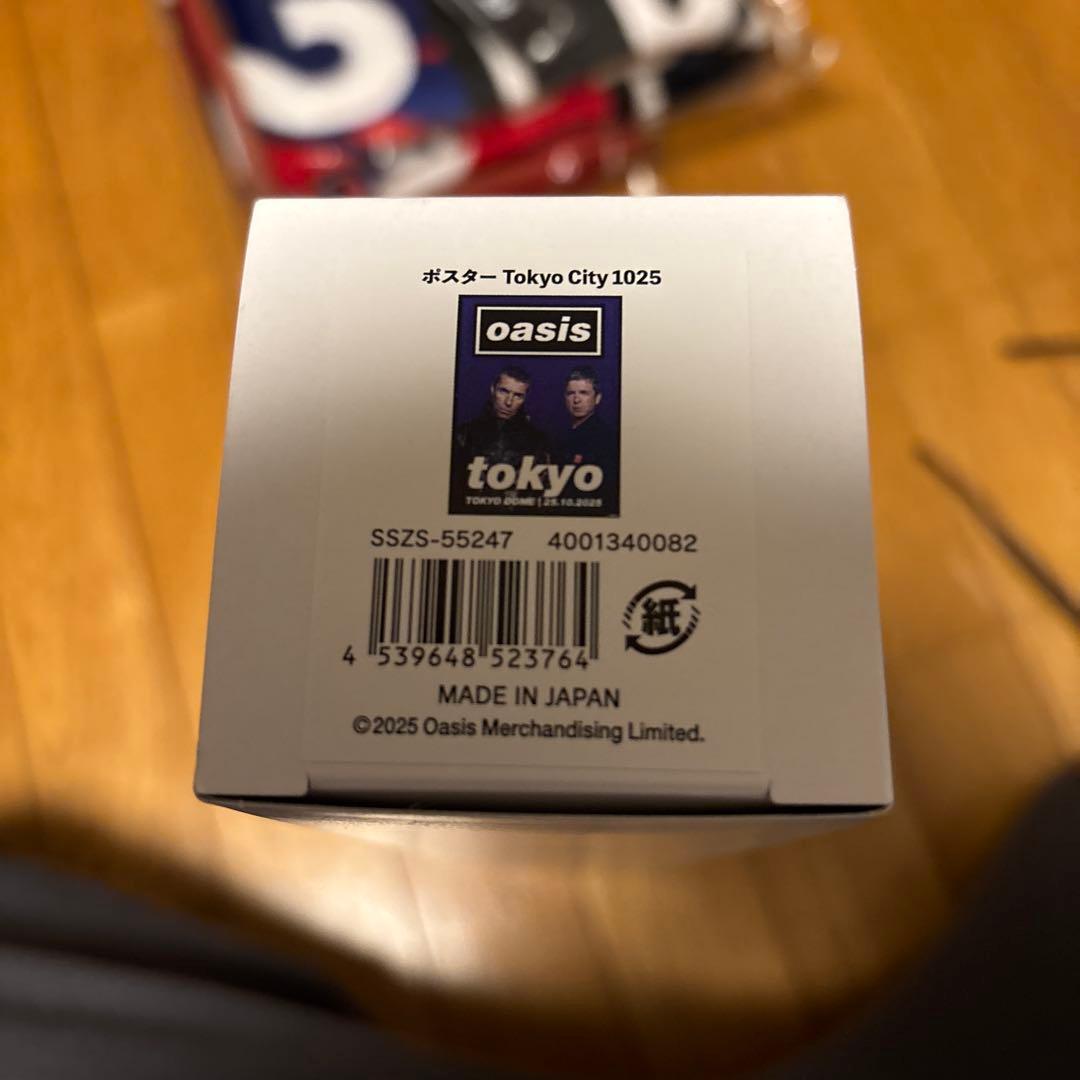 ポスター Tokyo City 1025
oasis
tokyo
TOKYO DOME | 25.10.2025
SSZS-55247 4001340082
紙
4 539648 523764
MADE IN JAPAN
©2025 Oasis Merchandising Limited.